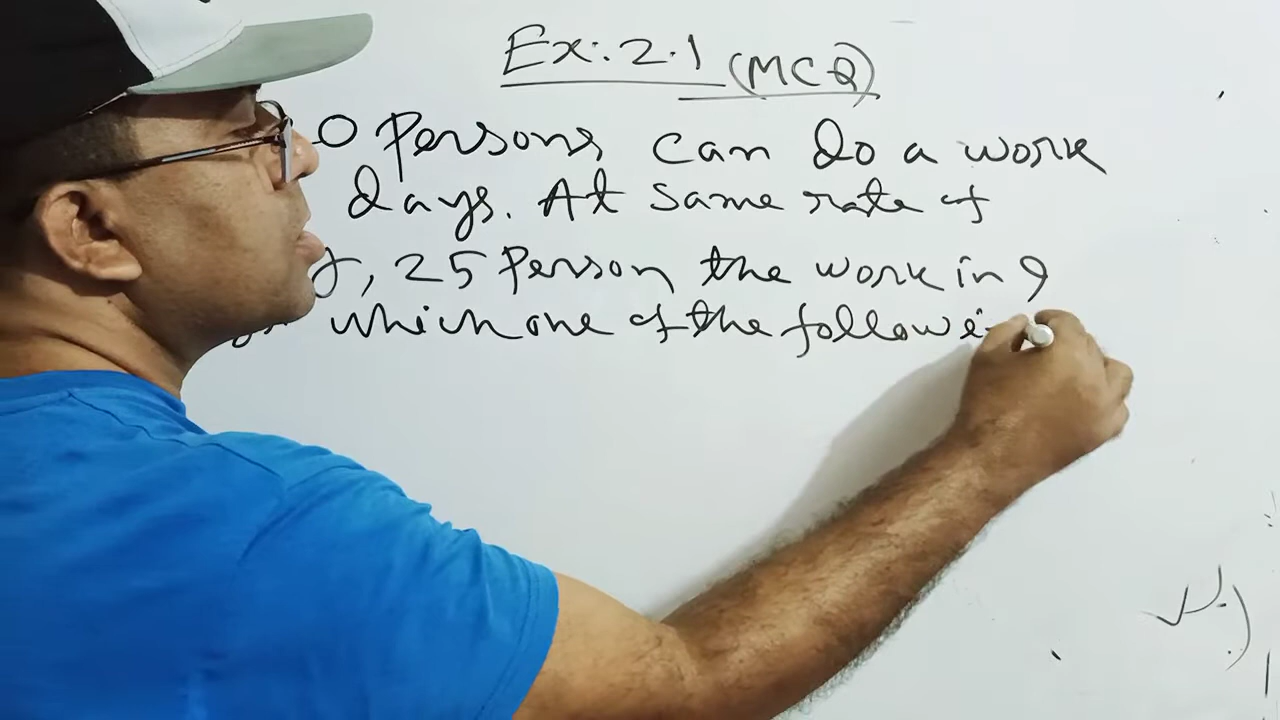 Ex:. 2.1 (MCQ)
0 Persons can do a work
days. At same rate of
, 25 Person the work in 9
which one of the followi